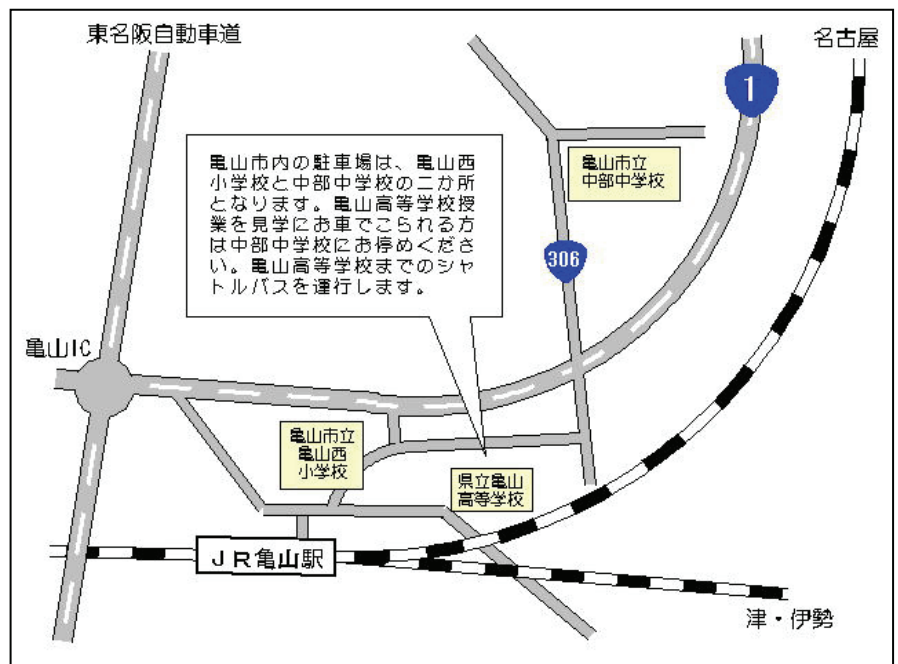 東名阪自動車道
名古屋
1
亀山市立
中部中学校
亀山市内の駐車場は、亀山西
小学校と中部中学校の二か所
となります。亀山高等学校授
業を見学にお車でこられる方
は中部中学校にお停めくださ
い。亀山高等学校までのシャ
トルバスを運行します。
306
亀山IC
亀山市立
亀山西
小学校
県立亀山
高等学校
JR亀山駅
津・伊勢